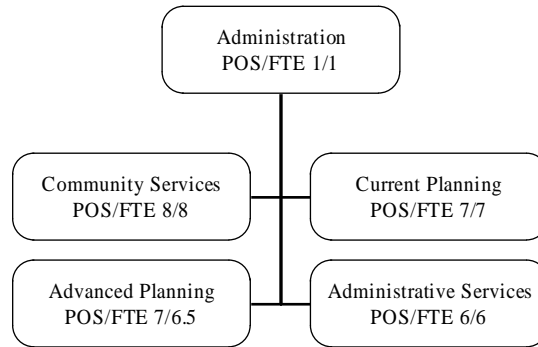 Administration
POS/FTE 1/1
Community Services
POS/FTE 8/8
Current Planning
POS/FTE 7/7
Advanced Planning
POS/FTE 7/6.5
Administrative Services
POS/FTE 6/6